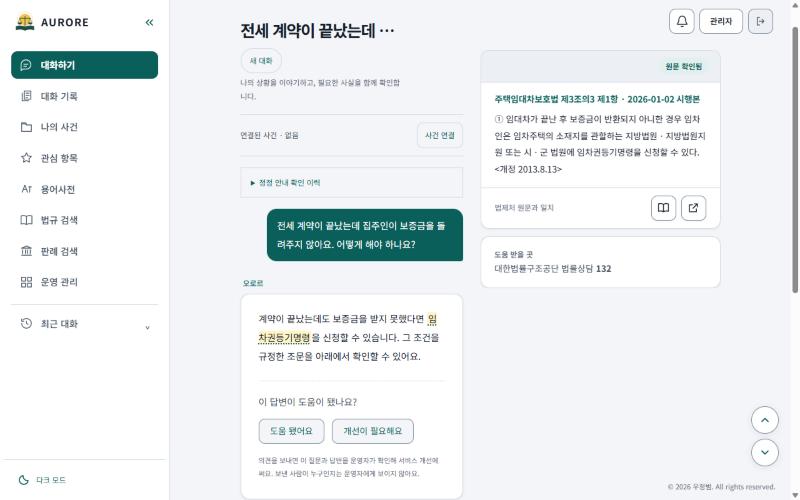 AURORE
대화하기
대화 기록
나의 사건
관심 항목
용어사전
법규 검색
판례 검색
운영 관리
최근 대화
다크 모드
관리자
전세 계약이 끝났는데 …
새 대화
나의 상황을 이야기하고, 필요한 사실을 함께 확인합
니다.
연결된 사건 · 없음
사건 연결
▶ 정정 안내 확인 이력
전세 계약이 끝났는데 집주인이 보증금을 돌
려주지 않아요. 어떻게 해야 하나요?
오로르
계약이 끝났는데도 보증금을 받지 못했다면 임
차권등기명령을 신청할 수 있습니다. 그 조건을
규정한 조문을 아래에서 확인할 수 있어요.
이 답변이 도움이 됐나요?
도움 됐어요
개선이 필요해요
의견을 보내면 이 질문과 답변을 운영자가 확인해 서비스 개선에
써요. 보낸 사람이 누구인지는 운영자에게 보이지 않아요.
원문 확인됨
주택임대차보호법 제3조의3 제1항 · 2026-01-02 시행본
① 임대차가 끝난 후 보증금이 반환되지 아니한 경우 임차
인은 임차주택의 소재지를 관할하는 지방법원ㆍ지방법원지
원 또는 시ㆍ군 법원에 임차권등기명령을 신청할 수 있다.
<개정 2013.8.13>
법제처 원문과 일치
도움 받을 곳
대한법률구조공단 법률상담 132
© 2026 우정범. All rights reserved.